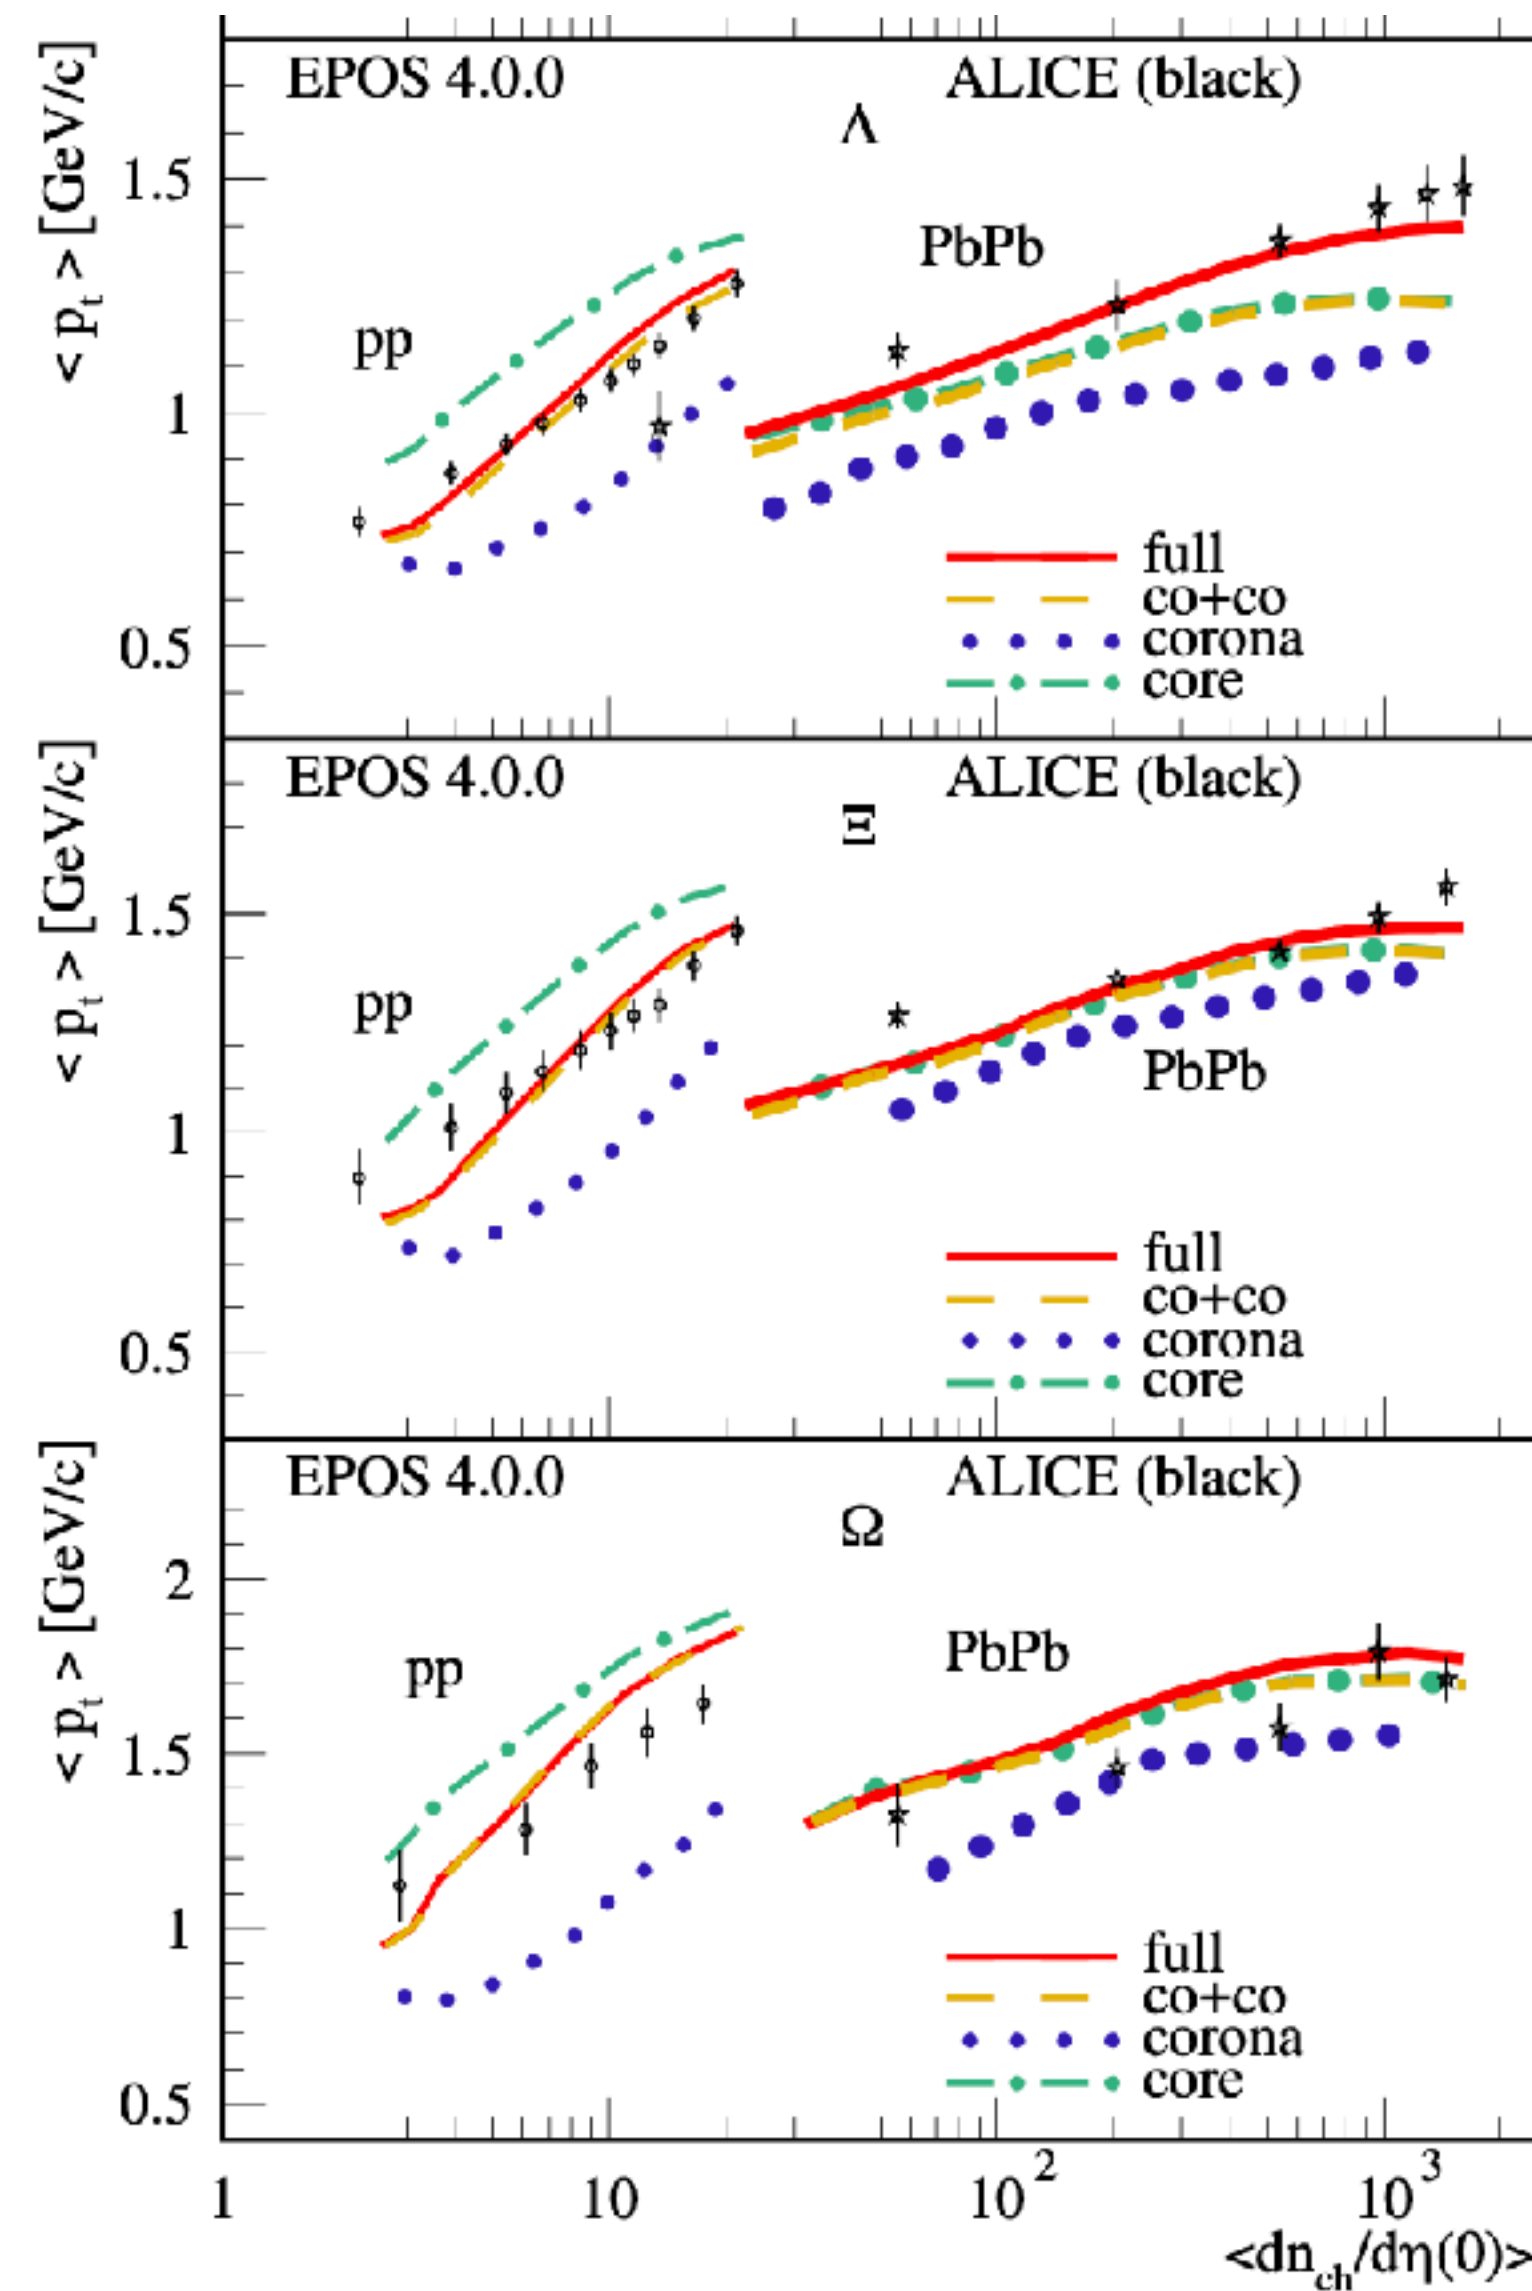 EPOS 4.0.0 ALICE (black)
Λ
< p_t > [GeV/c]
1.5
PbPb
pp
1
full
co+co
0.5
corona
core
EPOS 4.0.0 ALICE (black)
Ξ
< p_t > [GeV/c]
1.5
pp
PbPb
1
full
co+co
0.5
corona
core
EPOS 4.0.0 ALICE (black)
Ω
< p_t > [GeV/c]
2
pp
PbPb
1.5
1
full
co+co
corona
core
0.5
1 10 10^2 10^3
<dn_ch/dη(0)>